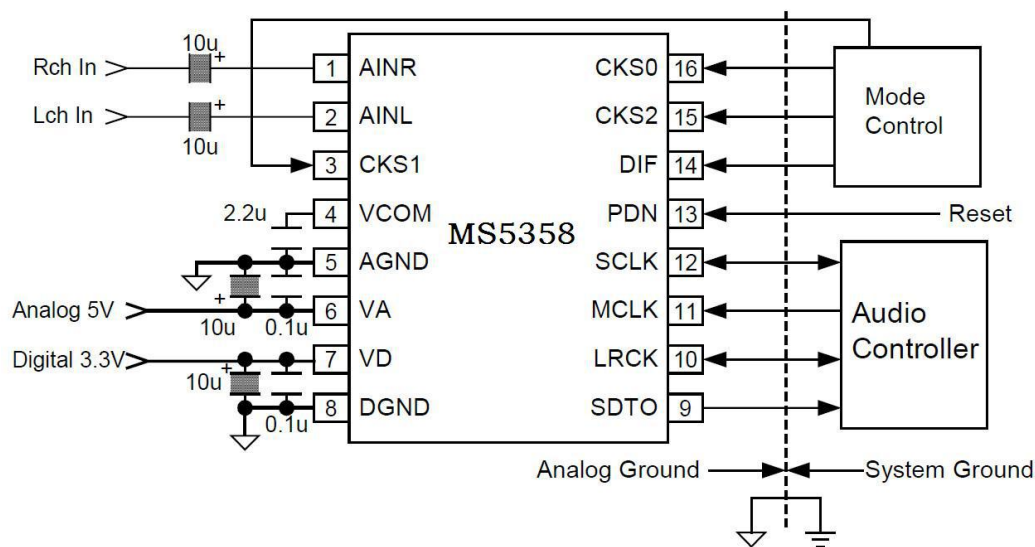 10u
+
Rch In
1
AINR
CKS0
16
Mode
Control
+
Lch In
2
AINL
CKS2
15
10u
3
CKS1
DIF
14
2.2u
4
VCOM
PDN
13
Reset
MS5358
5
AGND
SCLK
12
+
Analog 5V
10u
0.1u
6
VA
MCLK
11
Audio
Controller
Digital 3.3V
+
10u
7
VD
LRCK
10
8
DGND
SDTO
9
0.1u
Analog Ground
System Ground